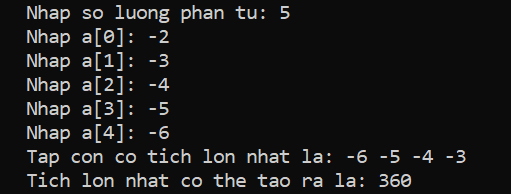 Nhap so luong phan tu: 5
Nhap a[0]: -2
Nhap a[1]: -3
Nhap a[2]: -4
Nhap a[3]: -5
Nhap a[4]: -6
Tap con co tich lon nhat la: -6 -5 -4 -3
Tich lon nhat co the tao ra la: 360